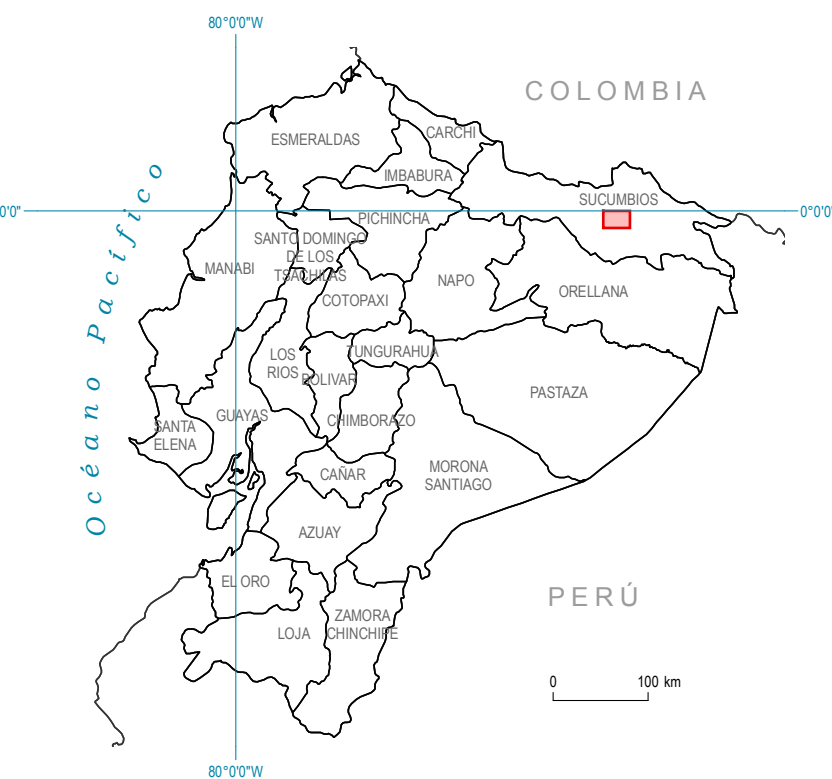 80°0'0"W
COLOMBIA
CARCHI
ESMERALDAS
IMBABURA
SUCUMBIOS
0'0"
0°0'0"
PICHINCHA
SANTO DOMINGO
DE LOS
TSACHILAS
MANABI
NAPO
ORELLANA
COTOPAXI
Océano Pacífico
LOS
RIOS
TUNGURAHUA
BOLIVAR
PASTAZA
GUAYAS
CHIMBORAZO
SANTA
ELENA
CAÑAR
MORONA
SANTIAGO
AZUAY
EL ORO
PERÚ
ZAMORA
CHINCHIPE
LOJA
0 100 km
80°0'0"W